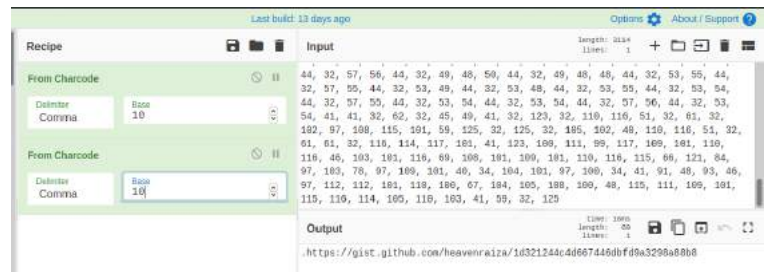 Last build: 13 days ago
Options
About / Support
Recipe
Input
length: 3114
lines: 1
From Charcode
Delimiter
Comma
Base
10
From Charcode
Delimiter
Comma
Base
10
44, 32, 57, 56, 44, 32, 49, 48, 50, 44, 32, 49, 48, 48, 44, 32, 53, 55, 44,
32, 57, 55, 44, 32, 53, 49, 44, 32, 53, 48, 44, 32, 53, 55, 44, 32, 53, 54,
44, 32, 57, 55, 44, 32, 53, 54, 44, 32, 53, 54, 44, 32, 57, 56, 44, 32, 53,
54, 41, 41, 32, 62, 32, 45, 49, 41, 32, 123, 32, 110, 116, 51, 32, 61, 32,
102, 97, 108, 115, 101, 59, 125, 32, 125, 32, 105, 102, 40, 110, 116, 51, 32,
61, 61, 32, 116, 114, 117, 101, 41, 123, 100, 111, 99, 117, 109, 101, 110,
116, 46, 103, 101, 116, 69, 108, 101, 109, 101, 110, 116, 115, 66, 121, 84,
97, 103, 78, 97, 109, 101, 40, 34, 104, 101, 97, 100, 34, 41, 91, 48, 93, 46,
97, 112, 112, 101, 110, 100, 67, 104, 105, 108, 100, 40, 115, 111, 109, 101,
115, 116, 114, 105, 110, 103, 41, 59, 32, 125
Output
lines: 1
.https://gist.github.com/heavenraiza/1d321244c4d667446dbfd9a3298a88b8